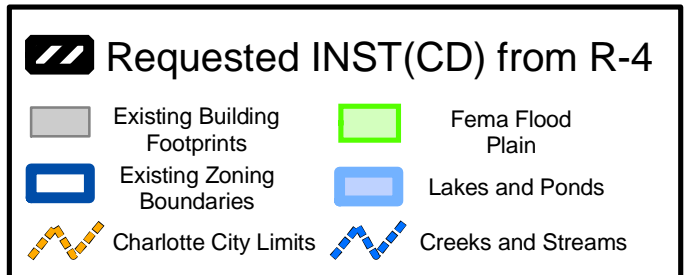 Requested INST(CD) from R-4
Existing Building
Footprints
Fema Flood
Plain
Existing Zoning
Boundaries
Lakes and Ponds
Charlotte City Limits
Creeks and Streams